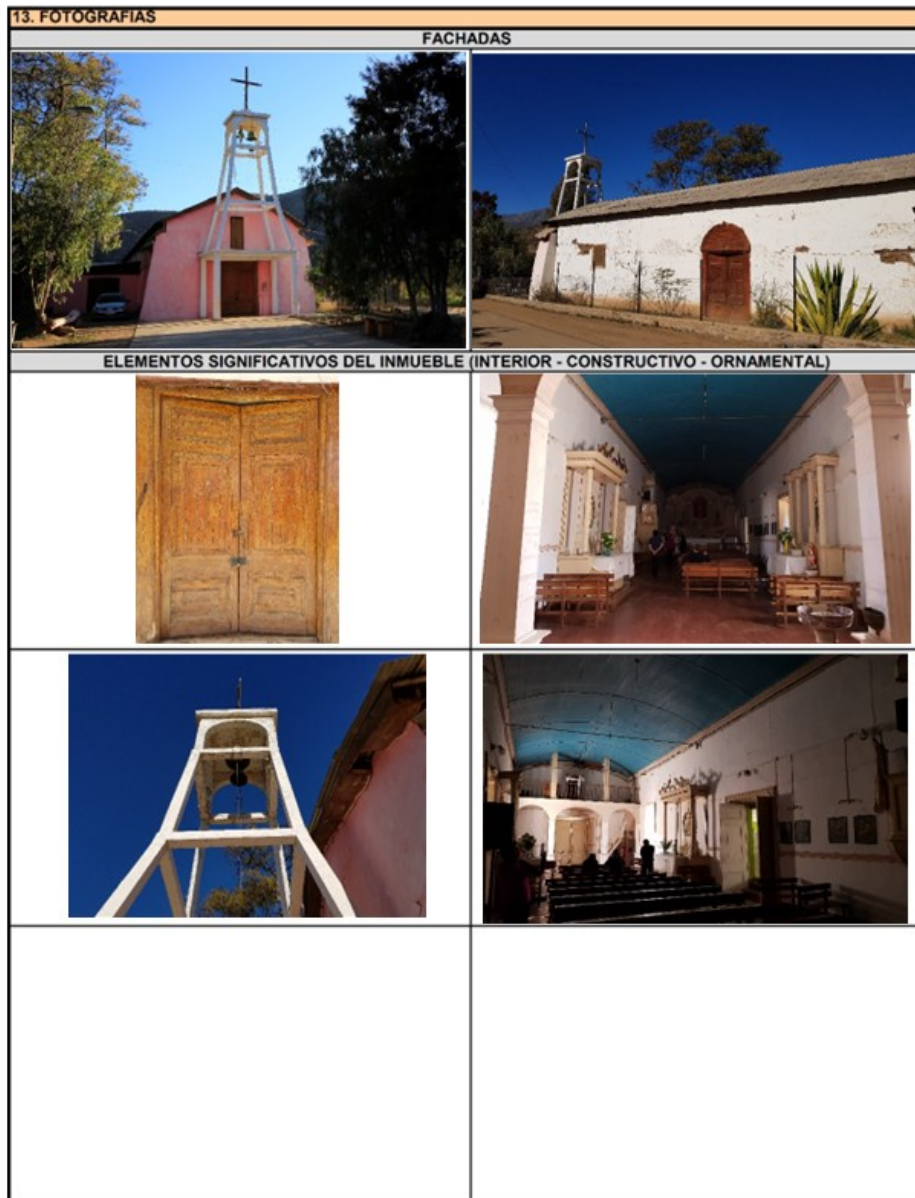 13. FOTOGRAFIAS
FACHADAS
ELEMENTOS SIGNIFICATIVOS DEL INMUEBLE (INTERIOR - CONSTRUCTIVO - ORNAMENTAL)